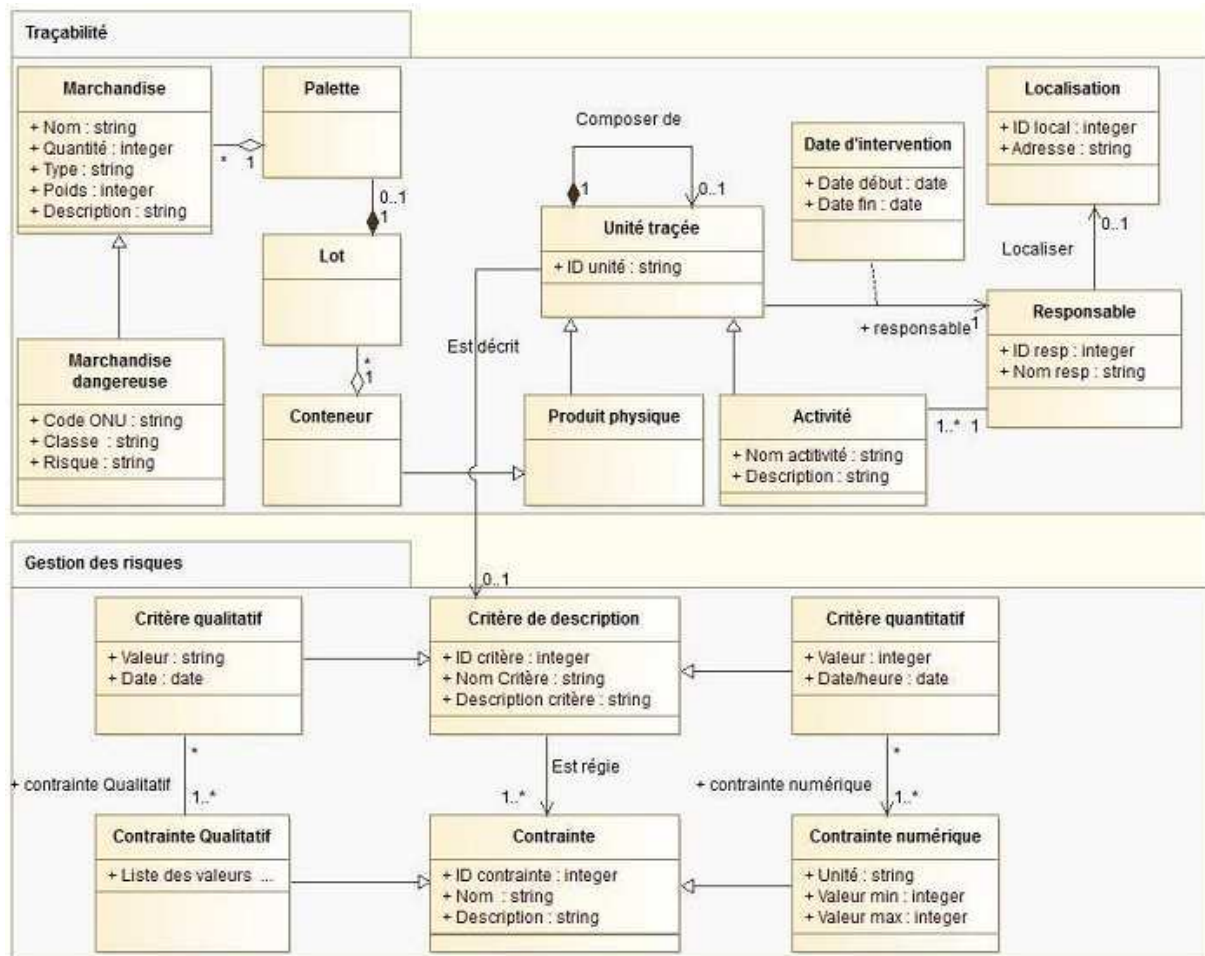 Traçabilité
Marchandise
+ Nom : string
+ Quantité : integer
+ Type : string
+ Poids : integer
+ Description : string
*
1
Palette
0..1
1
Lot
*
1
Conteneur
Marchandise
dangereuse
+ Code ONU : string
+ Classe : string
+ Risque : string
Composer de
1
0..1
Unité traçée
+ ID unité : string
Est décrit
Date d'intervention
+ Date début : date
+ Date fin : date
Localisation
+ ID local : integer
+ Adresse : string
0..1
Localiser
+ responsable
1
Responsable
+ ID resp : integer
+ Nom resp : string
Produit physique
Activité
+ Nom actitivité : string
+ Description : string
1..*
1
Gestion des risques
0..1
Critère qualitatif
+ Valeur : string
+ Date : date
Critère de description
+ ID critère : integer
+ Nom Critère : string
+ Description critère : string
Critère quantitatif
+ Valeur : integer
+ Date/heure : date
*
+ contrainte Qualitatif
1..*
Est régie
1..*
*
+ contrainte numérique
1..*
Contrainte Qualitatif
+ Liste des valeurs ...
Contrainte
+ ID contrainte : integer
+ Nom : string
+ Description : string
Contrainte numérique
+ Unité : string
+ Valeur min : integer
+ Valeur max : integer